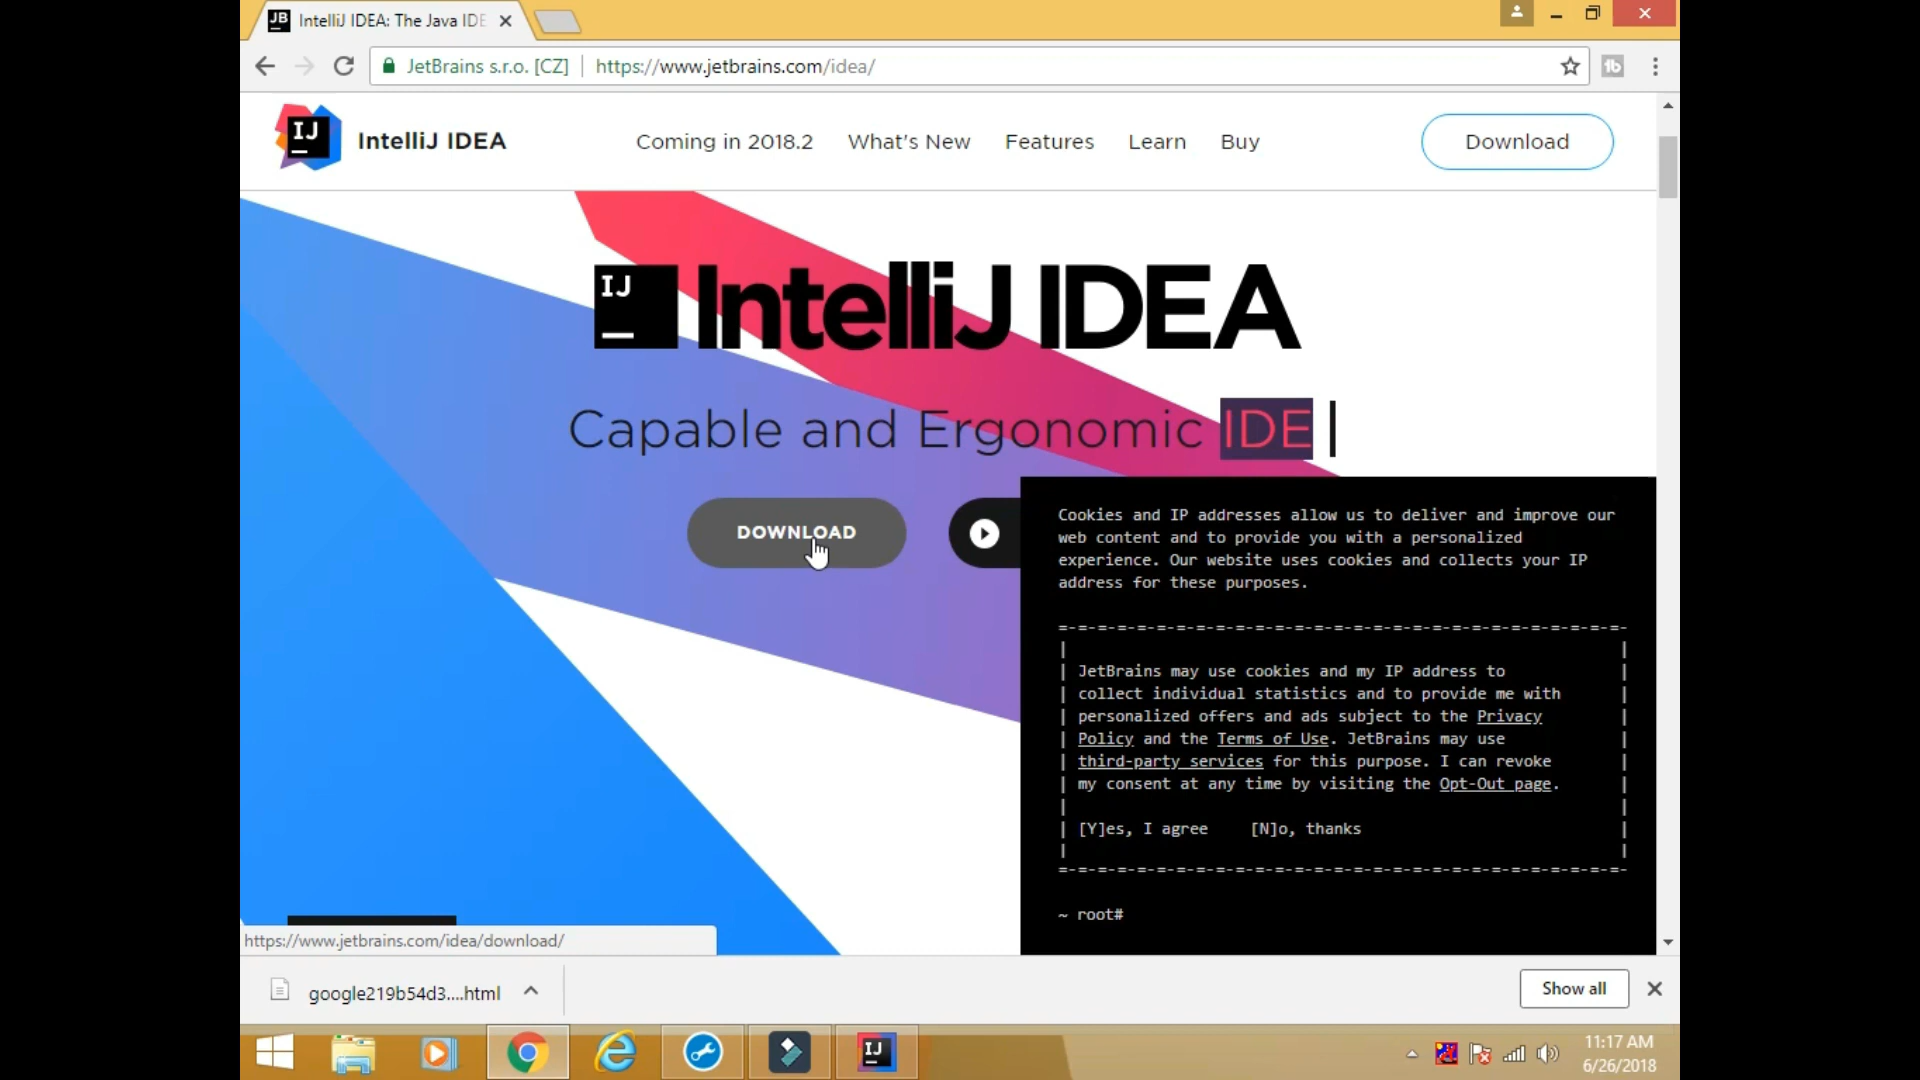 JB
IntelliJ IDEA: The Java IDE
JetBrains s.r.o. [CZ]
https://www.jetbrains.com/idea/
IJ
IntelliJ IDEA
Coming in 2018.2
What's New
Features
Learn
Buy
Download
IJ
IntelliJ IDEA
Capable and Ergonomic IDE
DOWNLOAD
Cookies and IP addresses allow us to deliver and improve our
web content and to provide you with a personalized
experience. Our website uses cookies and collects your IP
address for these purposes.
=-=-=-=-=-=-=-=-=-=-=-=-=-=-=-=-=-=-=-=-=-=-=-=-=-=-=-=-=-=-
JetBrains may use cookies and my IP address to
collect individual statistics and to provide me with
personalized offers and ads subject to the Privacy
Policy and the Terms of Use. JetBrains may use
third-party services for this purpose. I can revoke
my consent at any time by visiting the Opt-Out page.
[Y]es, I agree [N]o, thanks
=-=-=-=-=-=-=-=-=-=-=-=-=-=-=-=-=-=-=-=-=-=-=-=-=-=-=-=-=-=-
~ root#
https://www.jetbrains.com/idea/download/
google219b54d3....html
Show all
IJ
11:17 AM
6/26/2018